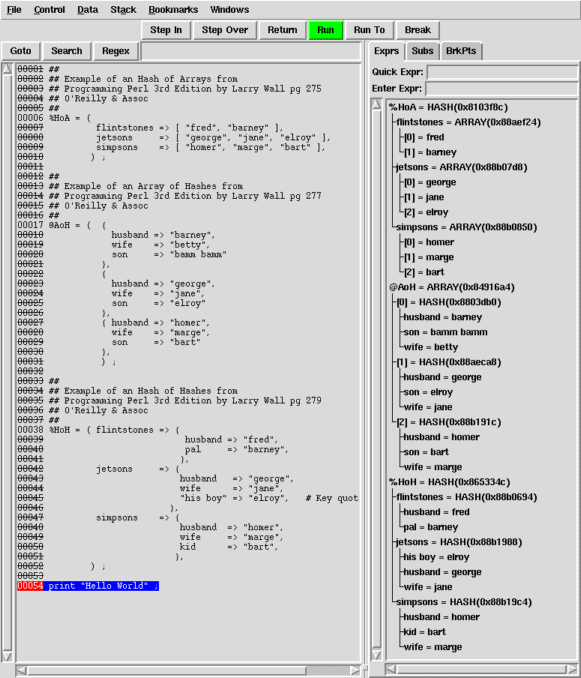 File Control Data Stack Bookmarks Windows
Step In Step Over Return Run Run To Break
Goto Search Regex
00001 ##
00002 ## Example of an Hash of Arrays from
00003 ## Programming Perl 3rd Edition by Larry Wall pg 275
00004 ## O'Reilly & Assoc
00005 ##
00006 %HoA = (
00007 flintstones => [ "fred", "barney" ],
00008 jetsons => [ "george", "jane", "elroy" ],
00009 simpsons => [ "homer", "marge", "bart" ],
00010 ) ;
00011
00012 ##
00013 ## Example of an Array of Hashes from
00014 ## Programming Perl 3rd Edition by Larry Wall pg 277
00015 ## O'Reilly & Assoc
00016 ##
00017 @AoH = ( {
00018 husband => "barney",
00019 wife => "betty",
00020 son => "bamm bamm"
00021 },
00022 {
00023 husband => "george",
00024 wife => "jane",
00025 son => "elroy"
00026 },
00027 { husband => "homer",
00028 wife => "marge",
00029 son => "bart"
00030 },
00031 ) ;
00032
00033 ##
00034 ## Example of an Hash of Hashes from
00035 ## Programming Perl 3rd Edition by Larry Wall pg 279
00036 ## O'Reilly & Assoc
00037 ##
00038 %HoH = ( flintstones => {
00039 husband => "fred",
00040 pal => "barney",
00041 },
00042 jetsons => {
00043 husband => "george",
00044 wife => "jane",
00045 "his boy" => "elroy", # Key quot
00046 },
00047 simpsons => {
00048 husband => "homer",
00049 wife => "marge",
00050 kid => "bart",
00051 },
00052 ) ;
00053
00054 print "Hello World" ;
Exprs Subs BrkPts
Quick Expr:
Enter Expr:
%HoA = HASH(0x8103f8c)
flintstones = ARRAY(0x88aef24)
[0] = fred
[1] = barney
jetsons = ARRAY(0x88b07d8)
[0] = george
[1] = jane
[2] = elroy
simpsons = ARRAY(0x88b0850)
[0] = homer
[1] = marge
[2] = bart
@AoH = ARRAY(0x84916a4)
[0] = HASH(0x8803db0)
husband = barney
son = bamm bamm
wife = betty
[1] = HASH(0x88aeca8)
husband = george
son = elroy
wife = jane
[2] = HASH(0x88b191c)
husband = homer
son = bart
wife = marge
%HoH = HASH(0x865334c)
flintstones = HASH(0x88b0694)
husband = fred
pal = barney
jetsons = HASH(0x88b1988)
his boy = elroy
husband = george
wife = jane
simpsons = HASH(0x88b19c4)
husband = homer
kid = bart
wife = marge